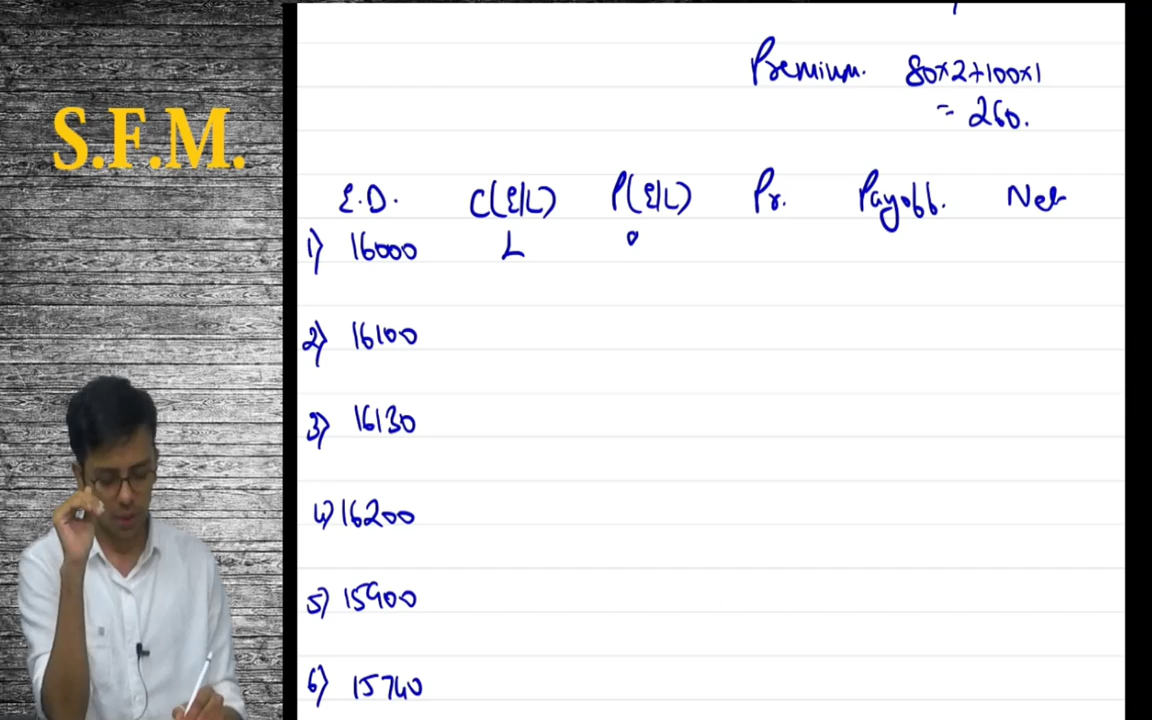 S.F.M.
Premium. 80×2+100×1
= 260.
E.D. C(E/L) P(E/L) Pr. Payoff. Net
1) 16000 L
2) 16100
3) 16130
4) 16200
5) 15900
6) 15740